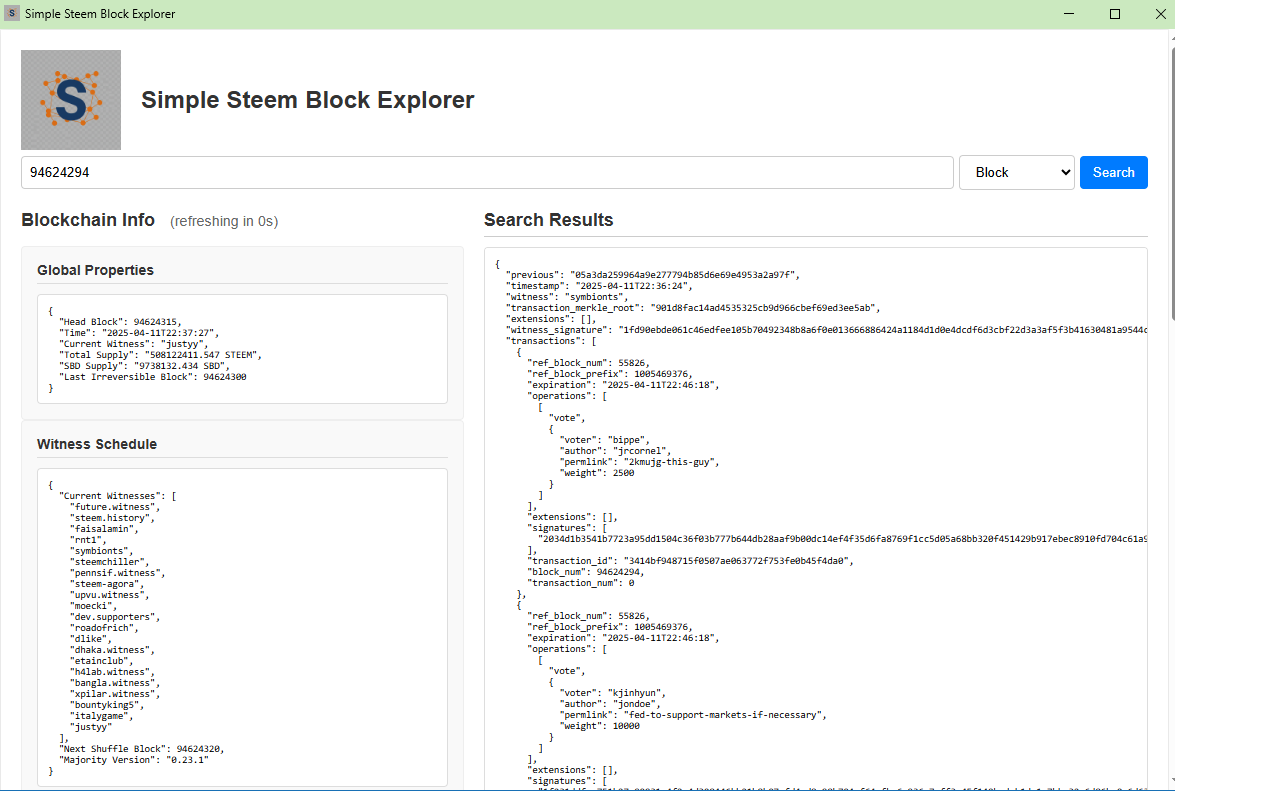 Simple Steem Block Explorer
Simple Steem Block Explorer
94624294
Block
Search
Blockchain Info (refreshing in 0s)
Global Properties
{
"Head Block": 94624315,
"Time": "2025-04-11T22:37:27",
"Current Witness": "justyy",
"Total Supply": "508122411.547 STEEM",
"SBD Supply": "9738132.434 SBD",
"Last Irreversible Block": 94624300
}
Witness Schedule
{
"Current Witnesses": [
"future.witness",
"steem.history",
"faisalamin",
"rnt1",
"symbionts",
"steemchiller",
"pennsif.witness",
"steem-agora",
"upvu.witness",
"moecki",
"dev.supporters",
"roadofrich",
"dlike",
"dhaka.witness",
"etainclub",
"h4lab.witness",
"bangla.witness",
"xpilar.witness",
"bountyking5",
"italygame",
"justyy"
],
"Next Shuffle Block": 94624320,
"Majority Version": "0.23.1"
}
Search Results
{
"previous": "05a3da259964a9e277794b85d6e69e4953a2a97f",
"timestamp": "2025-04-11T22:36:24",
"witness": "symbionts",
"transaction_merkle_root": "901d8fac14ad4535325cb9d966cbef69ed3ee5ab",
"extensions": [],
"witness_signature":
"transactions": [
{
"ref_block_num": 55826,
"ref_block_prefix": 1005469376,
"expiration": "2025-04-11T22:46:18",
"operations": [
[
"vote",
{
"voter": "bippe",
"author": "jrcornel",
"permlink": "2kmujg-this-guy",
"weight": 2500
}
]
],
"extensions": [],
"signatures": [
],
"transaction_id": "3414bf948715f0507ae063772f753fe0b45f4da0",
"block_num": 94624294,
"transaction_num": 0
},
{
"ref_block_num": 55826,
"ref_block_prefix": 1005469376,
"expiration": "2025-04-11T22:46:18",
"operations": [
[
"vote",
{
"voter": "kjinhyun",
"author": "jondoe",
"permlink": "fed-to-support-markets-if-necessary",
"weight": 10000
}
]
],
"extensions": [],
"signatures": [